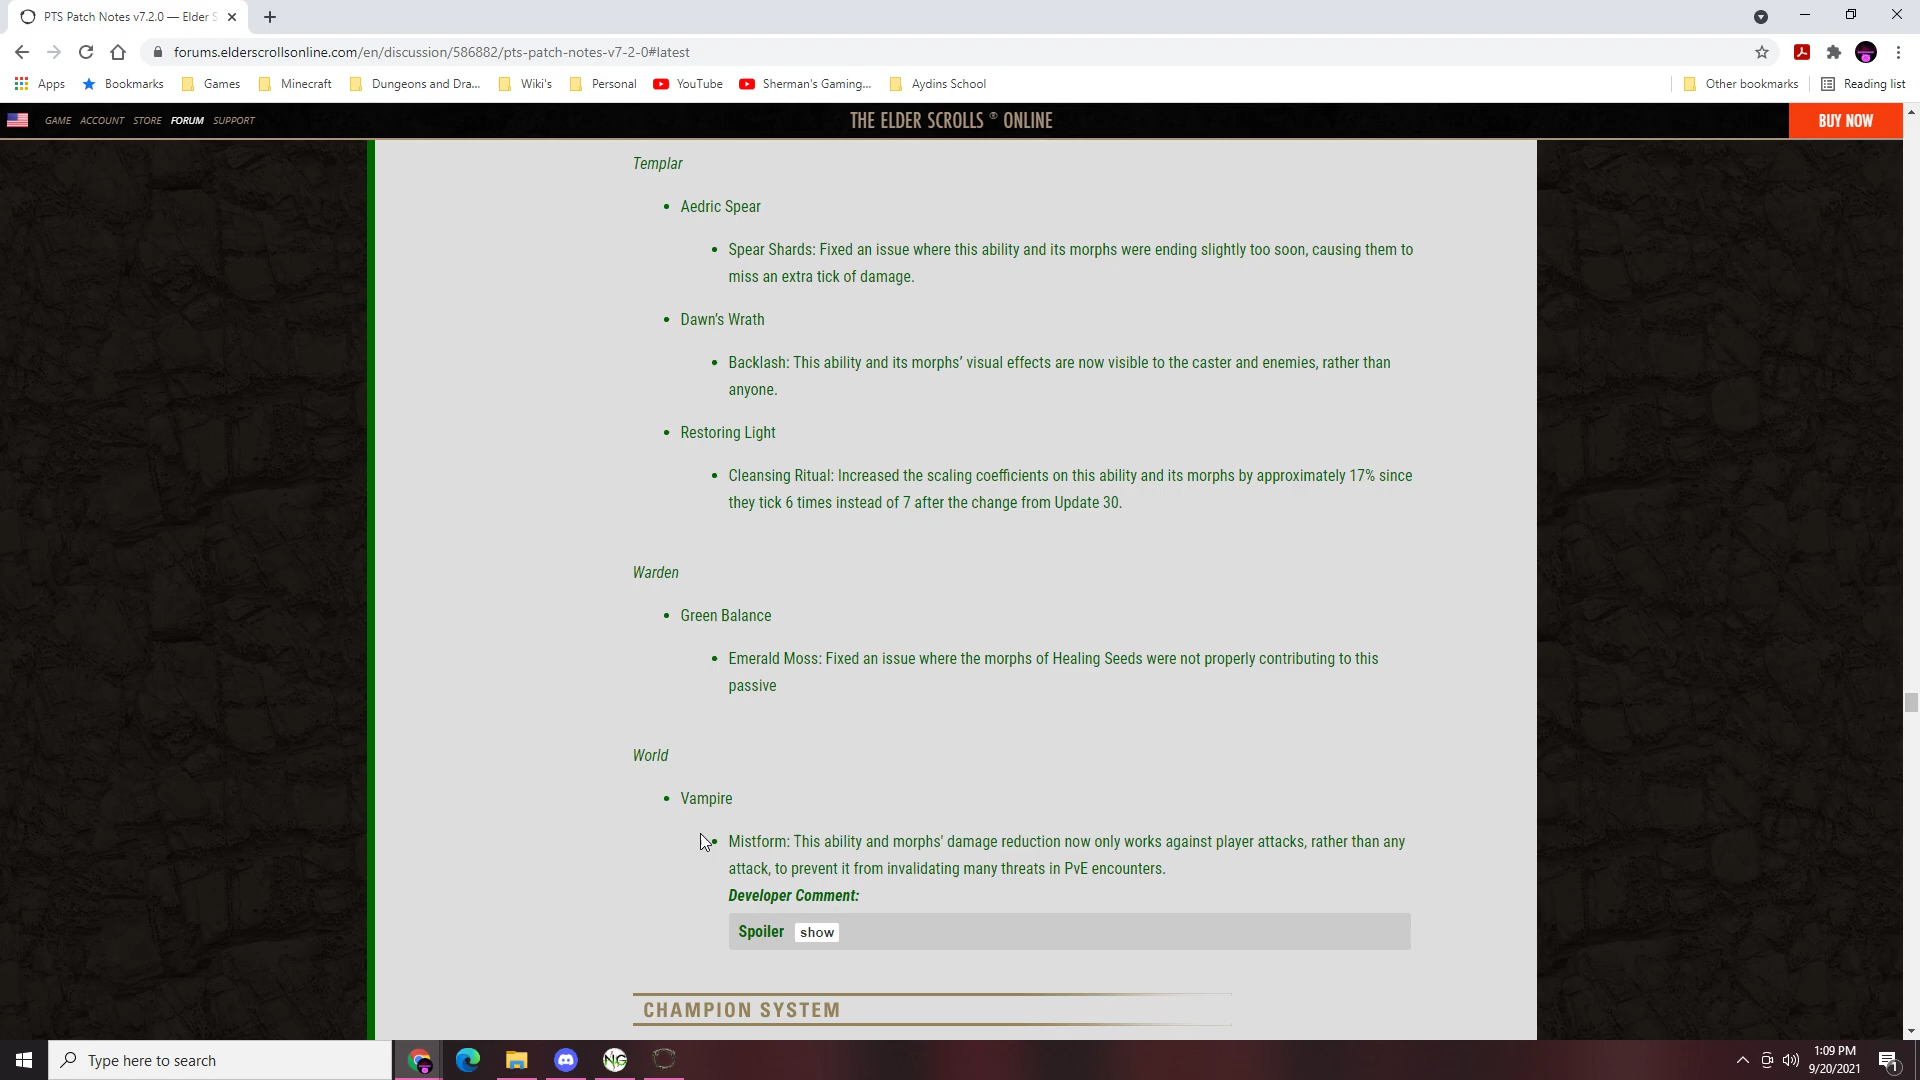 PTS Patch Notes v7.2.0 — Elder S
forums.elderscrollsonline.com/en/discussion/586882/pts-patch-notes-v7-2-0#latest
Apps Bookmarks Games Minecraft Dungeons and Dra... Wiki's Personal YouTube Sherman's Gaming... Aydins School Other bookmarks Reading list
GAME ACCOUNT STORE FORUM SUPPORT THE ELDER SCROLLS ® ONLINE BUY NOW
Templar
• Aedric Spear
• Spear Shards: Fixed an issue where this ability and its morphs were ending slightly too soon, causing them to
miss an extra tick of damage.
• Dawn's Wrath
• Backlash: This ability and its morphs’ visual effects are now visible to the caster and enemies, rather than
anyone.
• Restoring Light
• Cleansing Ritual: Increased the scaling coefficients on this ability and its morphs by approximately 17% since
they tick 6 times instead of 7 after the change from Update 30.
Warden
• Green Balance
• Emerald Moss: Fixed an issue where the morphs of Healing Seeds were not properly contributing to this
passive
World
• Vampire
• Mistform: This ability and morphs' damage reduction now only works against player attacks, rather than any
attack, to prevent it from invalidating many threats in PvE encounters.
Developer Comment:
Spoiler show
CHAMPION SYSTEM
Type here to search
NG
1:09 PM
9/20/2021
1